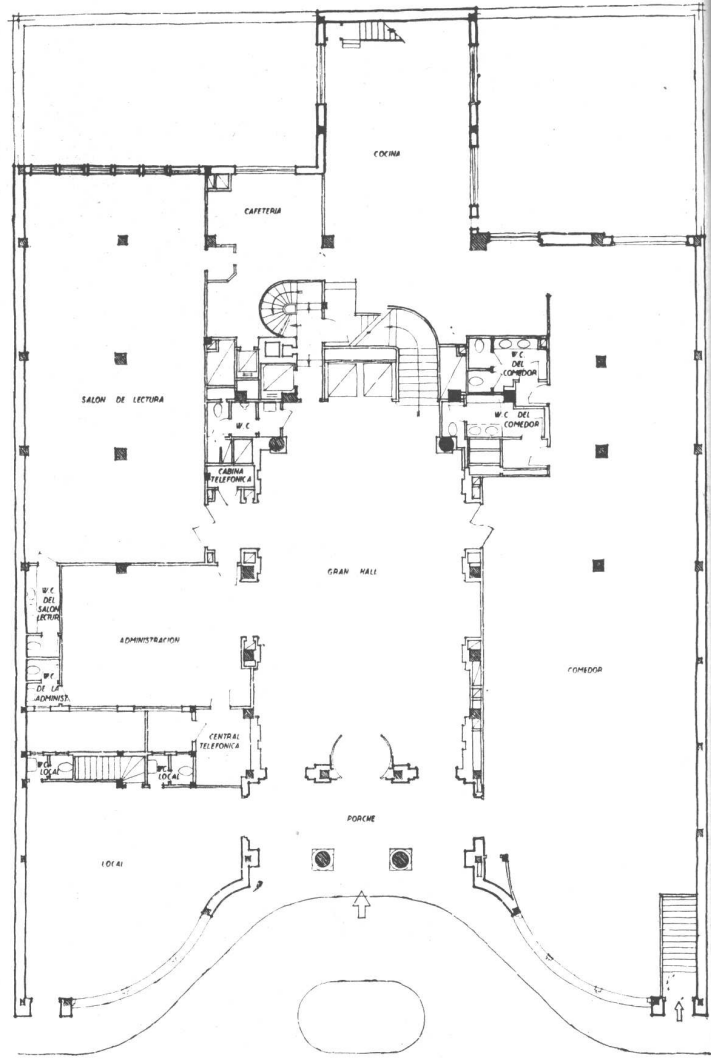 COCINA
CAFETERIA
SALON DE LECTURA
W.C.
DEL
COMEDOR
W.C. DEL
COMEDOR
W.C
CABINA
TELEFONICA
GRAN HALL
W.C.
DEL
SALON
LECTUR
ADMINISTRACION
COMEDOR
W.C.
DE LA
ADMINIST.
CENTRAL
TELEFONICA
W.C.
LOCAL
W.C.
LOCAL
PORCHE
LOCAL